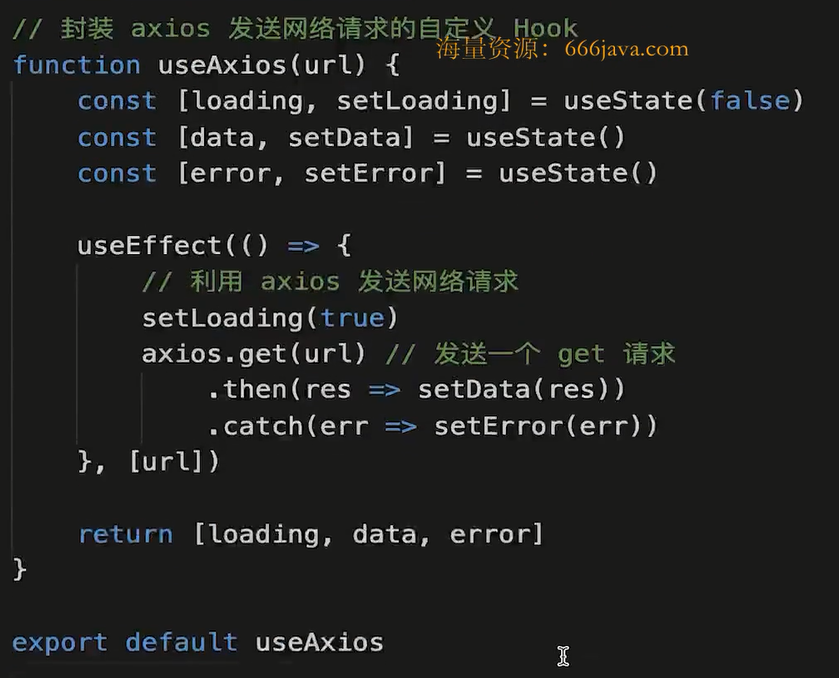 // 封装 axios 发送网络请求的自定义 Hook
海量资源：666java.com
function useAxios(url) {
    const [loading, setLoading] = useState(false)
    const [data, setData] = useState()
    const [error, setError] = useState()
    useEffect(() => {
        // 利用 axios 发送网络请求
        setLoading(true)
        axios.get(url) // 发送一个 get 请求
            .then(res => setData(res))
            .catch(err => setError(err))
    }, [url])
    return [loading, data, error]
}
export default useAxios